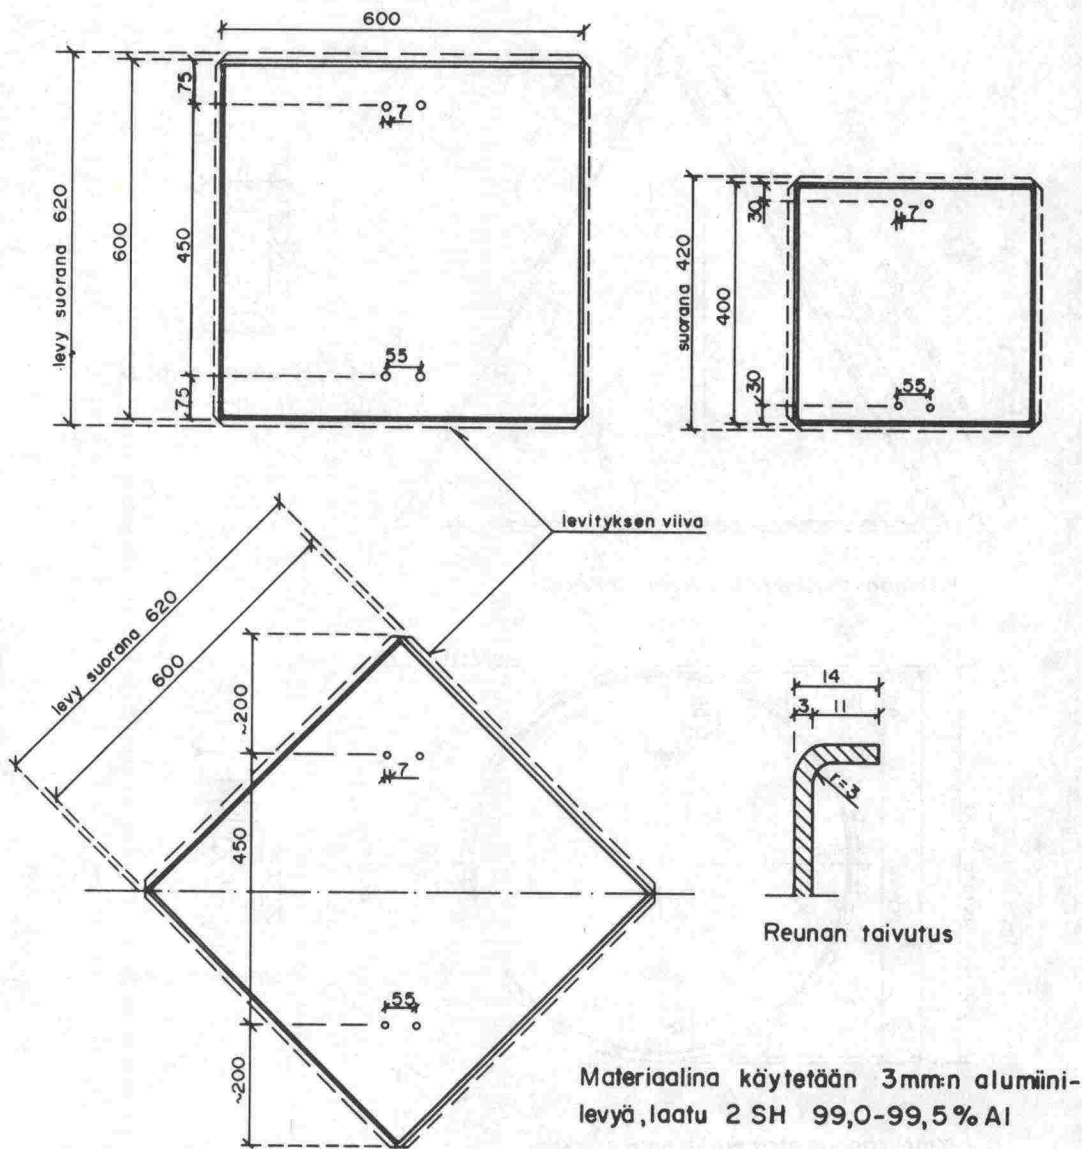 600
levy suorana 620
600
75
450
75
7
55
suorana 420
400
30
30
7
55
levityksen viiva
levy suorana 620
600
~200
450
~200
7
55
14
3
11
r=3
Reunan taivutus
Materiaalina käytetään 3mm:n alumiini-
levyä, laatu 2 SH 99,0-99,5 % Al